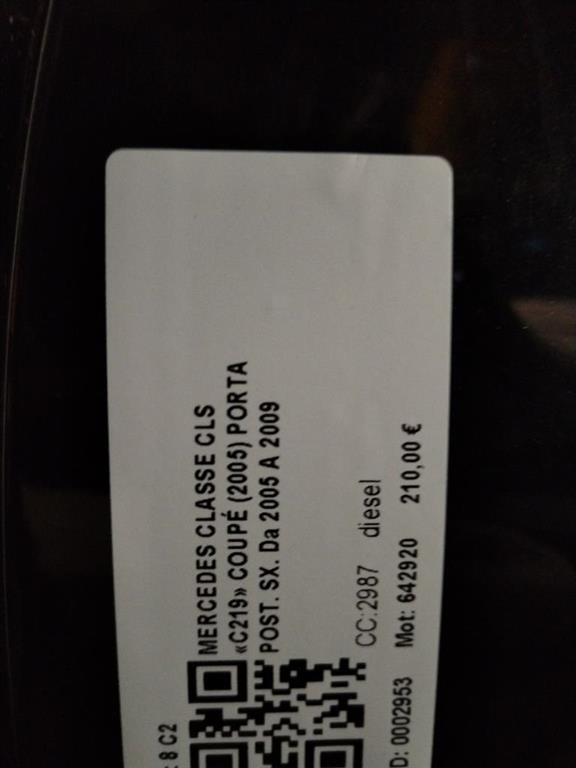 : 8 C2
MERCEDES CLASSE CLS
«C219» COUPÉ (2005) PORTA
POST. SX. Da 2005 A 2009
CC:2987 diesel
D: 0002953 Mot: 642920 210,00 €